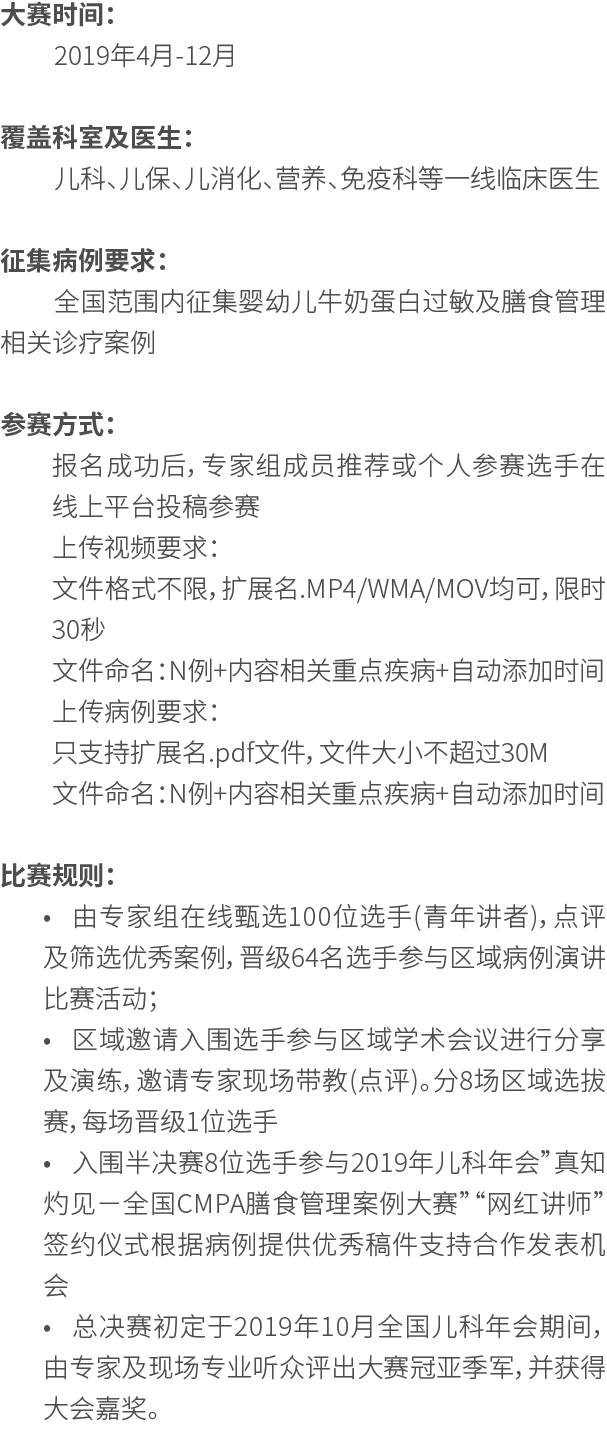 大赛时间：
2019年4月-12月
覆盖科室及医生：
儿科、儿保、儿消化、营养、免疫科等一线临床医生
征集病例要求：
全国范围内征集婴幼儿牛奶蛋白过敏及膳食管理
相关诊疗案例
参赛方式：
报名成功后，专家组成员推荐或个人参赛选手在
线上平台投稿参赛
上传视频要求：
文件格式不限，扩展名.MP4/WMA/MOV均可，限时
30秒
文件命名：N例+内容相关重点疾病+自动添加时间
上传病例要求：
只支持扩展名.pdf文件，文件大小不超过30M
文件命名：N例+内容相关重点疾病+自动添加时间
比赛规则：
• 由专家组在线甄选100位选手(青年讲者)，点评
及筛选优秀案例，晋级64名选手参与区域病例演讲
比赛活动；
• 区域邀请入围选手参与区域学术会议进行分享
及演练，邀请专家现场带教(点评)。分8场区域选拔
赛，每场晋级1位选手
• 入围半决赛8位选手参与2019年儿科年会”真知
灼见－全国CMPA膳食管理案例大赛”“网红讲师”
签约仪式根据病例提供优秀稿件支持合作发表机
会
• 总决赛初定于2019年10月全国儿科年会期间，
由专家及现场专业听众评出大赛冠亚季军，并获得
大会嘉奖。